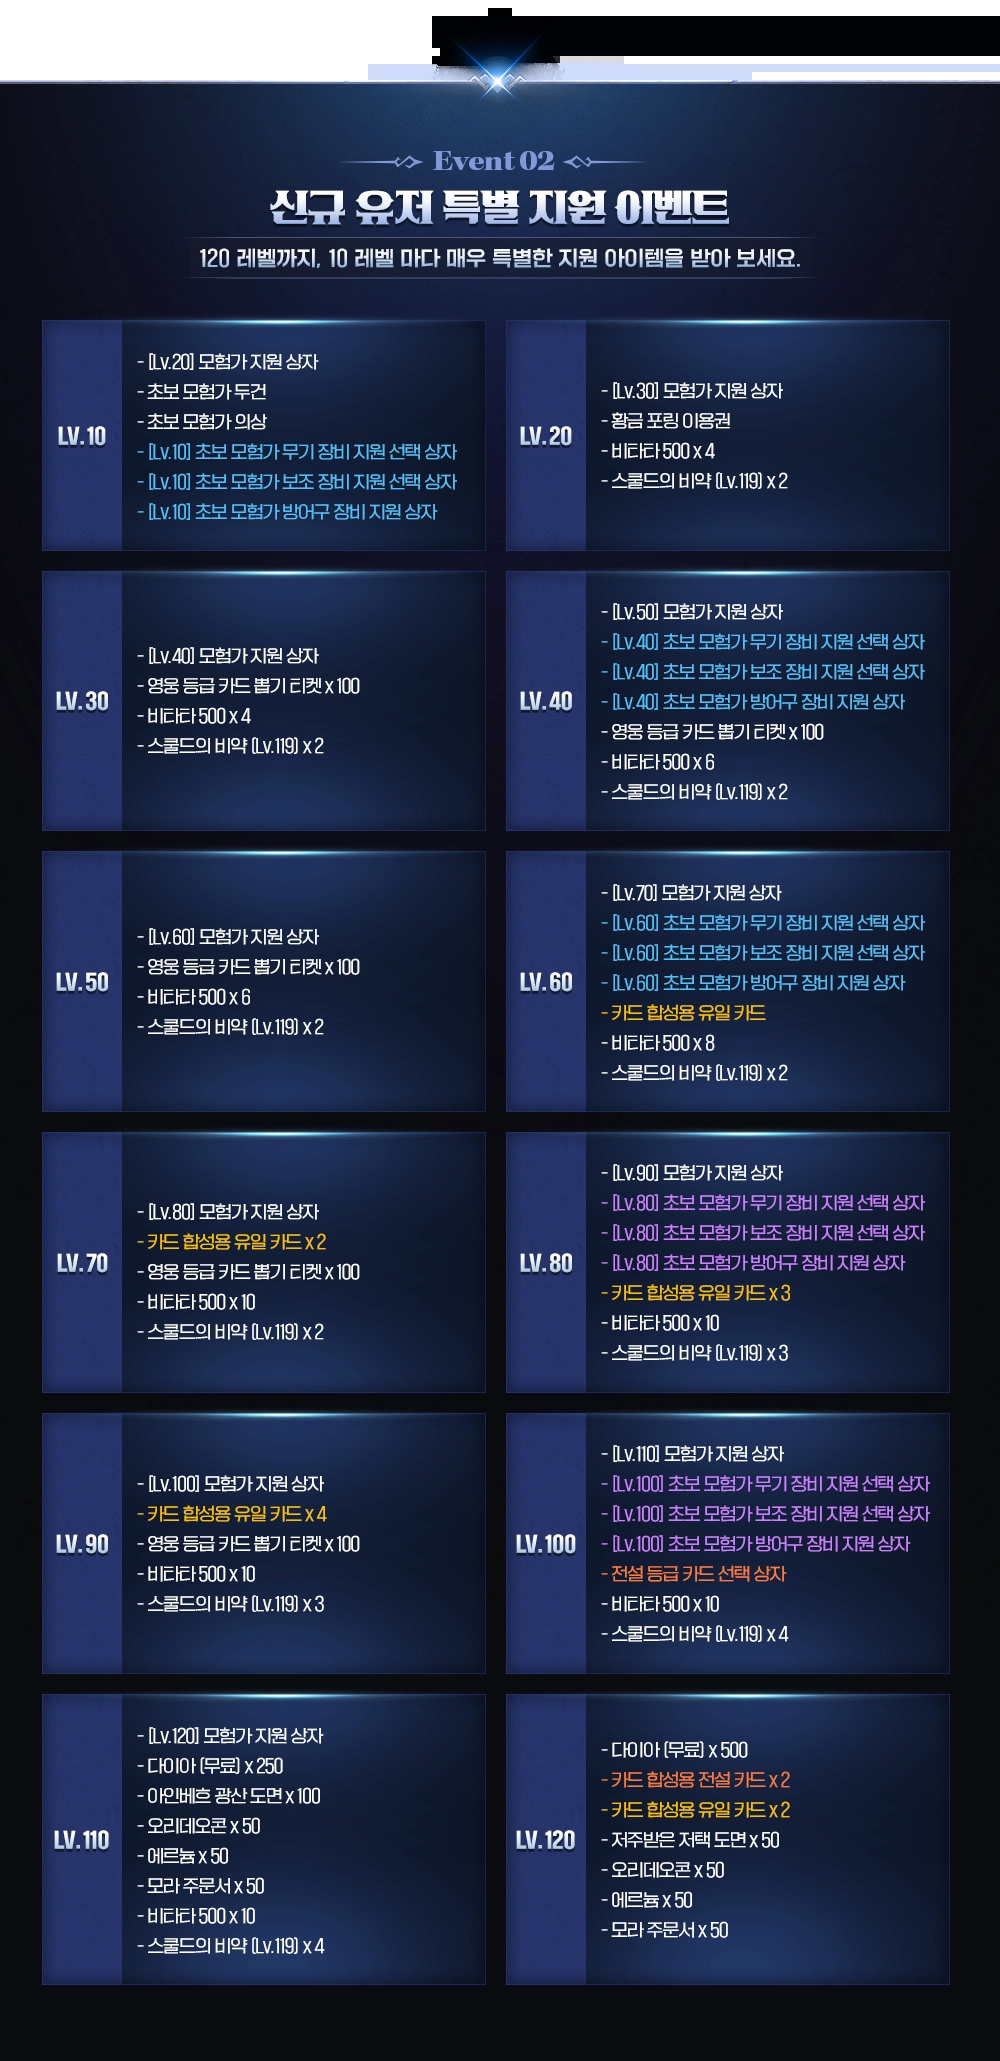 Event 02
신규 유저 특별 지원 이벤트
120 레벨까지, 10 레벨 마다 매우 특별한 지원 아이템을 받아 보세요.
LV.10
- [Lv.20] 모험가 지원 상자
- 초보 모험가 두건
- 초보 모험가 의상
- [Lv.10] 초보 모험가 무기 장비 지원 선택 상자
- [Lv.10] 초보 모험가 보조 장비 지원 선택 상자
- [Lv.10] 초보 모험가 방어구 장비 지원 상자
LV.20
- [Lv.30] 모험가 지원 상자
- 황금 포링 이용권
- 비타타 500 x 4
- 스쿨드의 비약 (Lv.119) x 2
LV.30
- [Lv.40] 모험가 지원 상자
- 영웅 등급 카드 뽑기 티켓 x 100
- 비타타 500 x 4
- 스쿨드의 비약 (Lv.119) x 2
LV.40
- [Lv.50] 모험가 지원 상자
- [Lv.40] 초보 모험가 무기 장비 지원 선택 상자
- [Lv.40] 초보 모험가 보조 장비 지원 선택 상자
- [Lv.40] 초보 모험가 방어구 장비 지원 상자
- 영웅 등급 카드 뽑기 티켓 x 100
- 비타타 500 x 6
- 스쿨드의 비약 (Lv.119) x 2
LV.50
- [Lv.60] 모험가 지원 상자
- 영웅 등급 카드 뽑기 티켓 x 100
- 비타타 500 x 6
- 스쿨드의 비약 (Lv.119) x 2
LV.60
- [Lv.70] 모험가 지원 상자
- [Lv.60] 초보 모험가 무기 장비 지원 선택 상자
- [Lv.60] 초보 모험가 보조 장비 지원 선택 상자
- [Lv.60] 초보 모험가 방어구 장비 지원 상자
- 카드 합성용 유일 카드
- 비타타 500 x 8
- 스쿨드의 비약 (Lv.119) x 2
LV.70
- [Lv.80] 모험가 지원 상자
- 카드 합성용 유일 카드 x 2
- 영웅 등급 카드 뽑기 티켓 x 100
- 비타타 500 x 10
- 스쿨드의 비약 (Lv.119) x 2
LV.80
- [Lv.90] 모험가 지원 상자
- [Lv.80] 초보 모험가 무기 장비 지원 선택 상자
- [Lv.80] 초보 모험가 보조 장비 지원 선택 상자
- [Lv.80] 초보 모험가 방어구 장비 지원 상자
- 카드 합성용 유일 카드 x 3
- 비타타 500 x 10
- 스쿨드의 비약 (Lv.119) x 3
LV.90
- [Lv.100] 모험가 지원 상자
- 카드 합성용 유일 카드 x 4
- 영웅 등급 카드 뽑기 티켓 x 100
- 비타타 500 x 10
- 스쿨드의 비약 (Lv.119) x 3
LV.100
- [Lv.110] 모험가 지원 상자
- [Lv.100] 초보 모험가 무기 장비 지원 선택 상자
- [Lv.100] 초보 모험가 보조 장비 지원 선택 상자
- [Lv.100] 초보 모험가 방어구 장비 지원 상자
- 전설 등급 카드 선택 상자
- 비타타 500 x 10
- 스쿨드의 비약 (Lv.119) x 4
LV.110
- [Lv.120] 모험가 지원 상자
- 다이아 (무료) x 250
- 아인베흐 광산 도면 x 100
- 오리데오콘 x 50
- 에르늄 x 50
- 모라 주문서 x 50
- 비타타 500 x 10
- 스쿨드의 비약 (Lv.119) x 4
LV.120
- 다이아 (무료) x 500
- 카드 합성용 전설 카드 x 2
- 카드 합성용 유일 카드 x 2
- 저주받은 저택 도면 x 50
- 오리데오콘 x 50
- 에르늄 x 50
- 모라 주문서 x 50